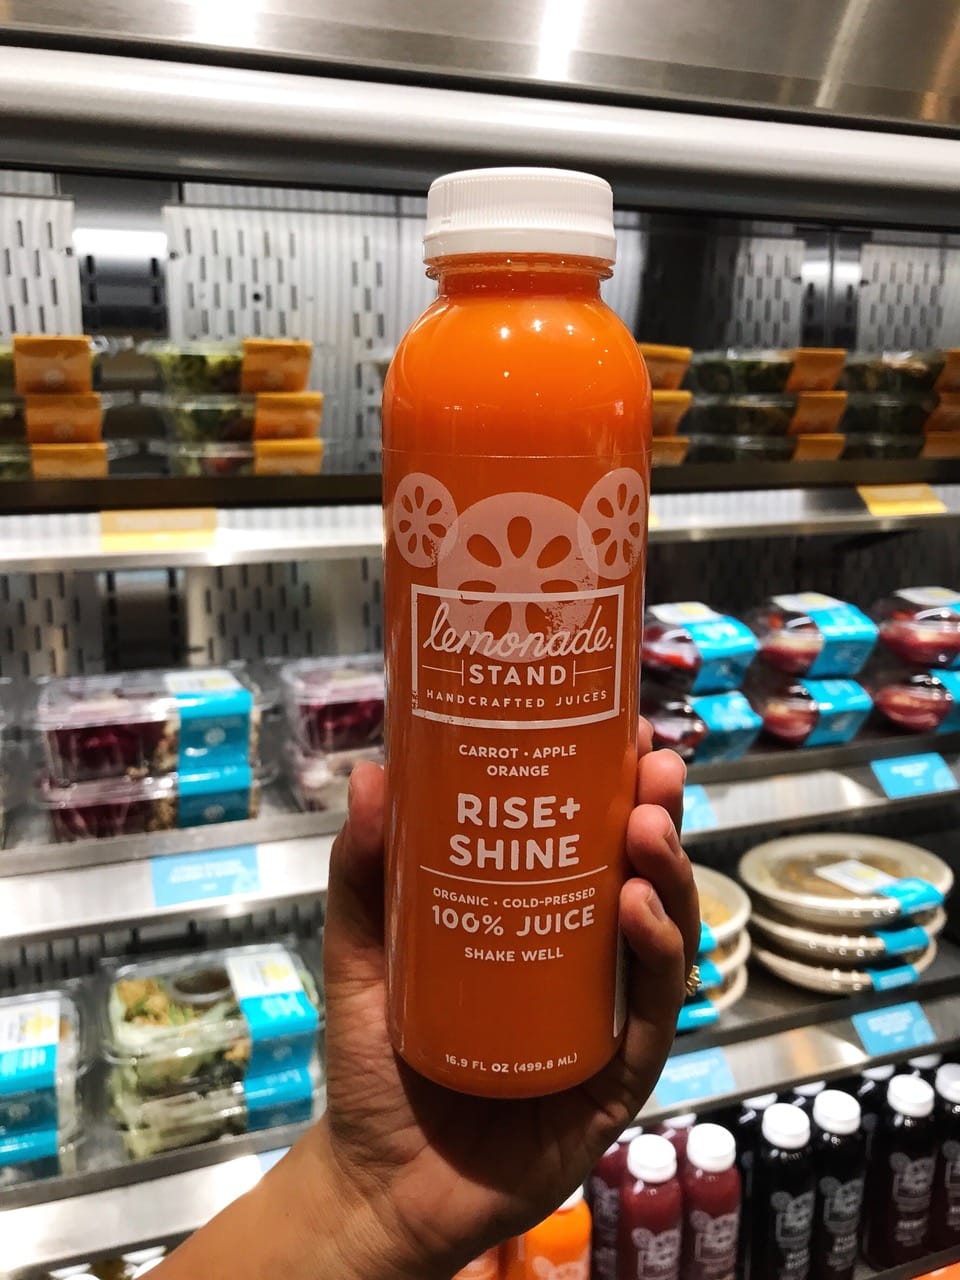 lemonade®
STAND
HANDCRAFTED JUICES™
CARROT • APPLE
ORANGE
RISE+
SHINE
ORGANIC • COLD-PRESSED
100% JUICE
SHAKE WELL
16.9 FL OZ (499.8 ML)